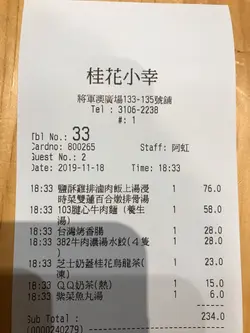 桂花小幸
將軍澳廣場133-135號舖
Tel : 3106-2238
#: 1
Tbl No.: 33
Cardno: 800265 Staff: 阿虹
Guest No.: 2
Date: 2019-11-18 Time: 18:33
18:33 鹽酥雞排滷肉飯上湯浸 1 76.0
時菜雙蓮百合燉排骨湯
18:33 103腱心牛肉麵(養生 1 58.0
湯)
18:33 台灣烤香腸 1 28.0
18:33 382牛肉濃湯水餃(4隻 1 28.0
)
18:33 芝士奶蓋桂花烏龍茶( 1 23.0
凍)
18:33 QQ奶茶(熱) 1 15.0
18:33 紫菜魚丸湯 1 6.0
Sub Total : 234.0
(0000240279)